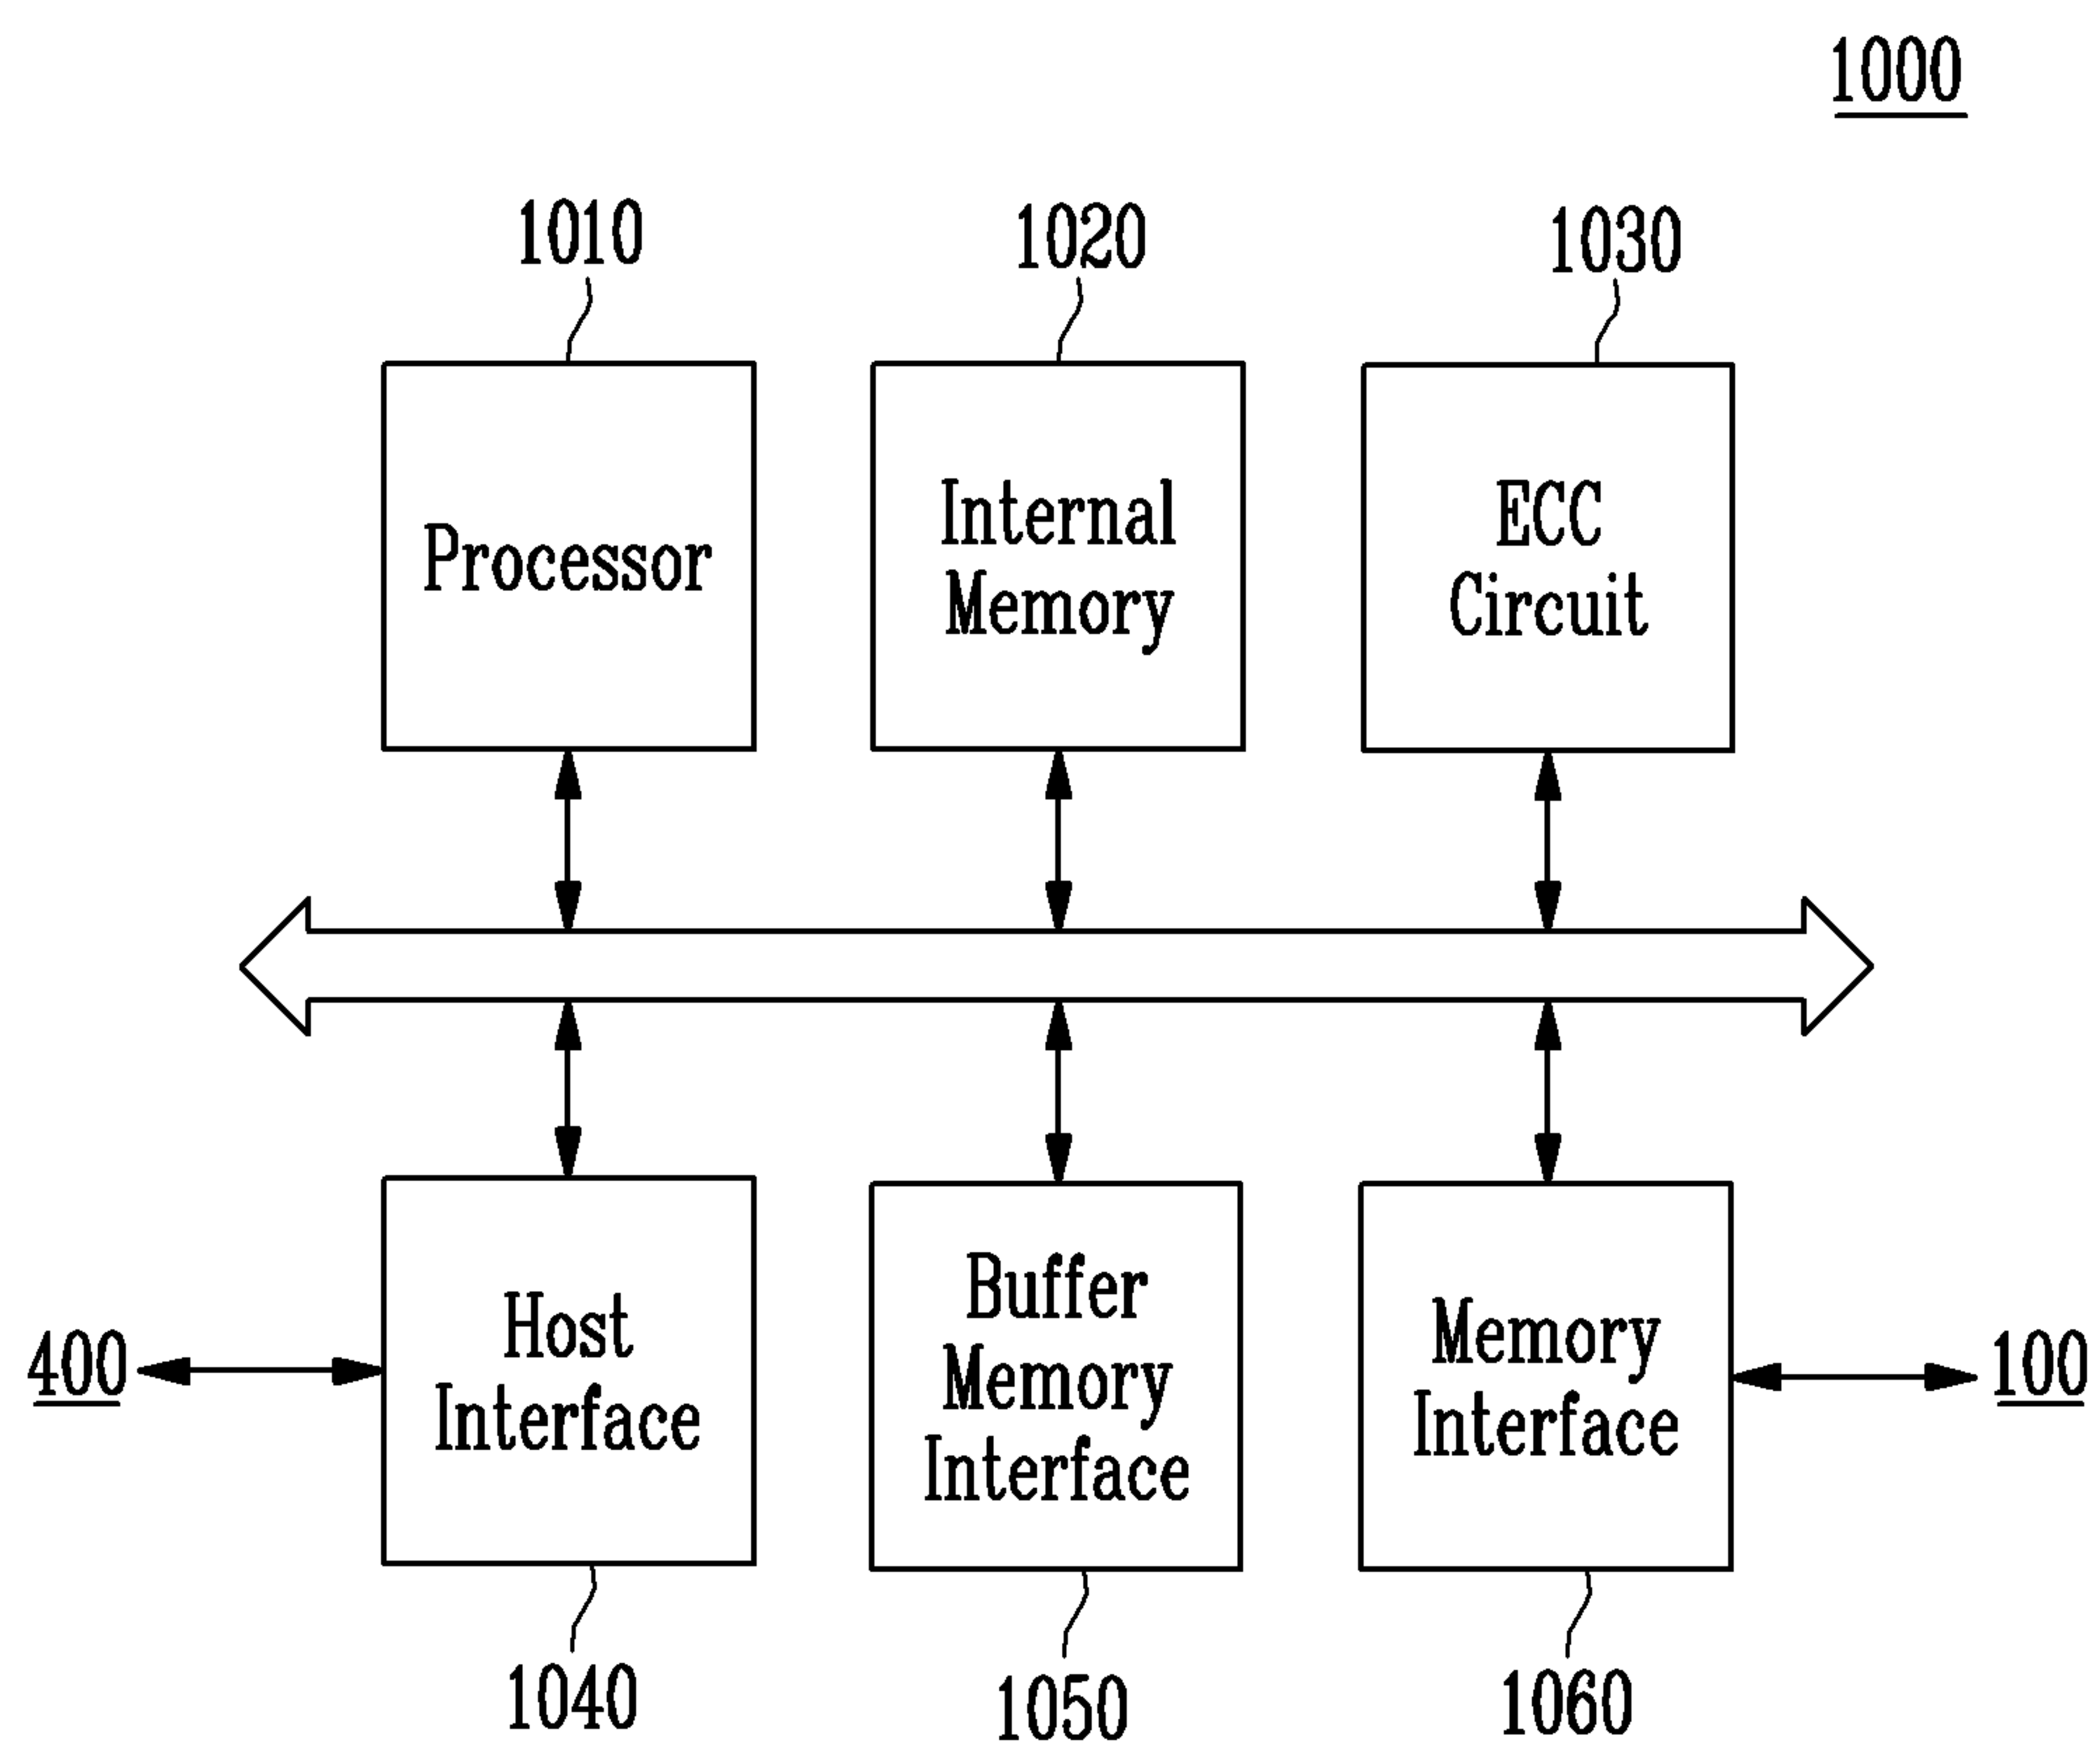 1000
1010
1020
1030
Processor
Internal
Memory
ECC
Circuit
400
Host
Interface
Buffer
Memory
Interface
Memory
Interface
100
1040
1050
1060